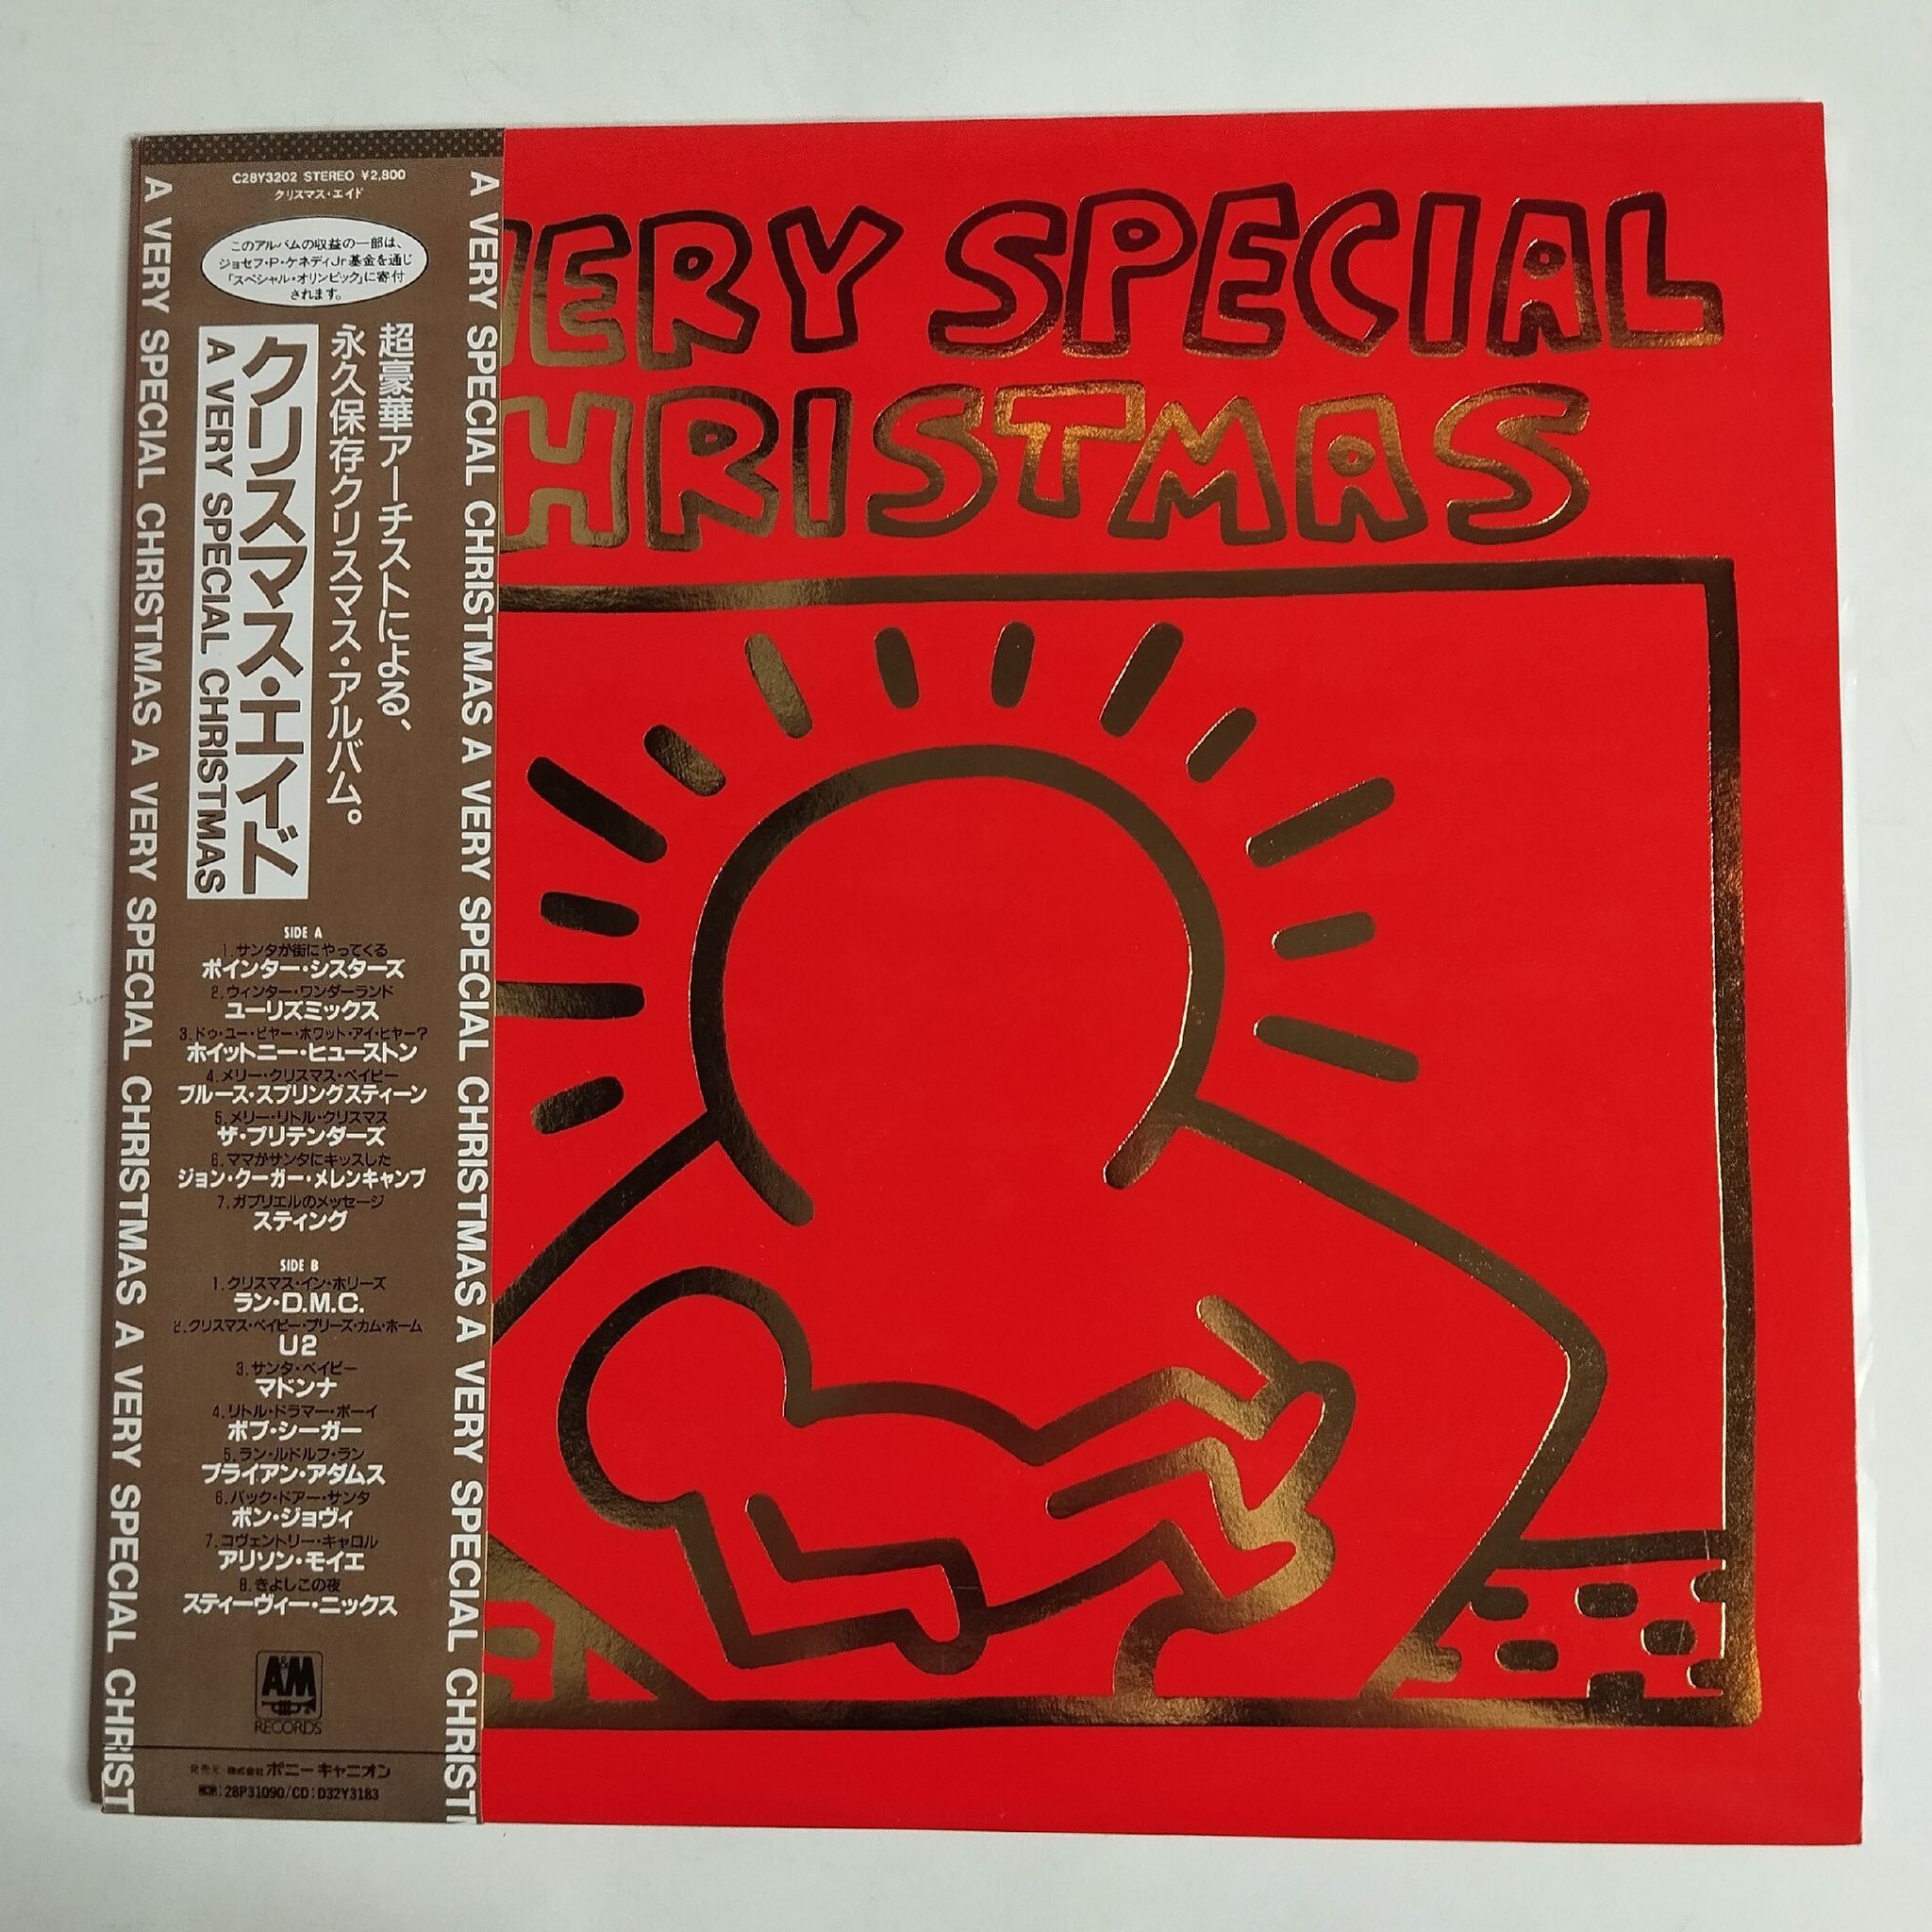 C28Y3202 STEREO ¥2,800
クリスマス・エイド
このアルバムの収益の一部は、
ジョセフ・P・ケネディJr.基金を通じ
「スペシャル・オリンピック」に寄付
されます。
超豪華アーチストによる、
永久保存クリスマス・アルバム。
クリスマス・エイド
A VERY SPECIAL CHRISTMAS
SIDE A
1.サンタが街にやってくる
ポインター・シスターズ
2.ウィンター・ワンダーランド
ユーリズミックス
3.ドゥ・ユー・ヒヤー・ホワット・アイ・ヒヤー?
ホイットニー・ヒューストン
4.メリー・クリスマス・ベイビー
ブルース・スプリングスティーン
5.メリー・リトル・クリスマス
ザ・プリテンダーズ
6.ママがサンタにキッスした
ジョン・クーガー・メレンキャンプ
7.ガブリエルのメッセージ
スティング
SIDE B
1.クリスマス・イン・ホリーズ
ラン・D.M.C.
2.クリスマス・ベイビー・プリーズ・カム・ホーム
U2
3.サンタ・ベイビー
マドンナ
4.リトル・ドラマー・ボーイ
ボブ・シーガー
5.ラン・ルドルフ・ラン
ブライアン・アダムス
6.バック・ドアー・サンタ
ボン・ジョヴィ
7.コヴェントリー・キャロル
アリソン・モイエ
8.きよしこの夜
スティーヴィー・ニックス
A&M
RECORDS
発売元・株式会社ポニーキャニオン
:28P31090/CD:D32Y3183
A VERY SPECIAL CHRISTMAS A VERY SPECIAL CHRISTMAS A VERY SPECIAL CHRIST
A VERY SPECIAL CHRISTMAS A VERY SPECIAL CHRISTMAS A VERY SPECIAL CHRIST
VERY SPECIAL
HRISTMAS